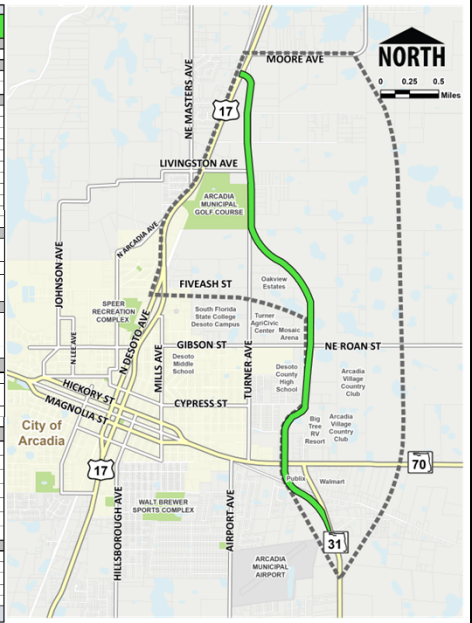 MOORE AVE
NORTH
0 0.25 0.5
Miles
NE MASTERS AVE
17
LIVINGSTON AVE
ARCADIA
MUNICIPAL
GOLF COURSE
N ARCADIA AVE
JOHNSON AVE
FIVEASH ST
Oakview
Estates
SPEER
RECREATION
COMPLEX
South Florida
State College
Desoto Campus
Turner
AgriCivic
Center
Mosaic
Arena
N LEE AVE
N DESOTO AVE
MILLS AVE
GIBSON ST
TURNER AVE
NE ROAN ST
Desoto
Middle
School
Desoto
County
High
School
Arcadia
Village
Country
Club
HICKORY ST
MAGNOLIA ST
CYPRESS ST
Big
Tree
RV
Resort
Arcadia
Village
Country
Club
City of
Arcadia
17
70
Publix
Walmart
HILLSBOROUGH AVE
WALT BREWER
SPORTS COMPLEX
AIRPORT AVE
31
ARCADIA
MUNICIPAL
AIRPORT